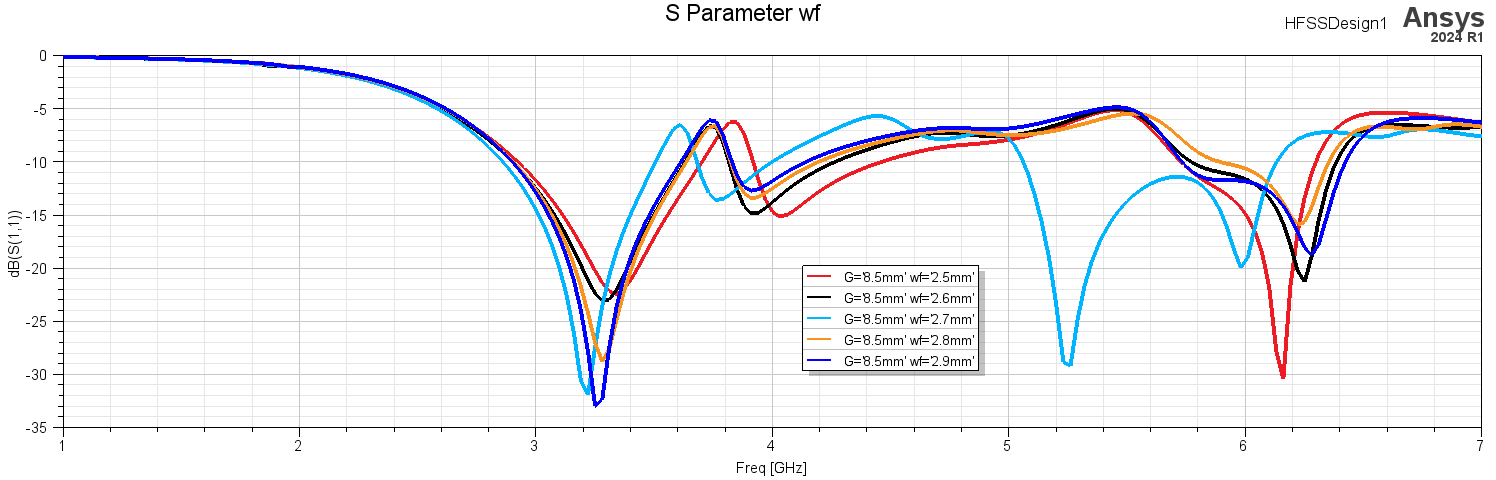 S Parameter wf
HFSSDesign1
Ansys
2024 R1
0
-5
-10
-15
-20
-25
-30
-35
dB(S(1,1))
G='8.5mm' wf='2.5mm'
G='8.5mm' wf='2.6mm'
G='8.5mm' wf='2.7mm'
G='8.5mm' wf='2.8mm'
G='8.5mm' wf='2.9mm'
1 2 3 4 5 6 7
Freq [GHz]